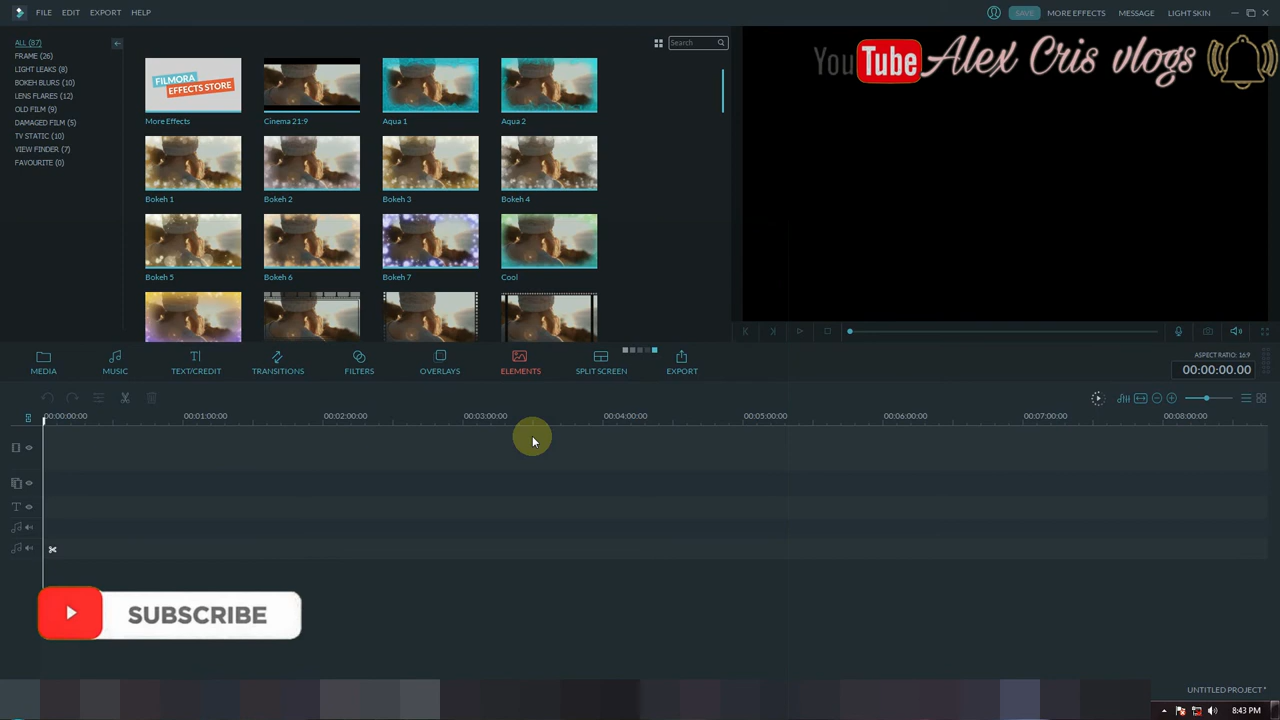 FILE EDIT EXPORT HELP
SAVE MORE EFFECTS MESSAGE LIGHT SKIN
YouTube Alex Cris vlogs
ALL (87)
FRAME (26)
LIGHT LEAKS (8)
BOKEH BLURS (10)
LENS FLARES (12)
OLD FILM (9)
DAMAGED FILM (5)
TV STATIC (10)
VIEW FINDER (7)
FAVOURITE (0)
Search
FILMORA
EFFECTS STORE
More Effects Cinema 21:9 Aqua 1 Aqua 2
Bokeh 1 Bokeh 2 Bokeh 3 Bokeh 4
Bokeh 5 Bokeh 6 Bokeh 7 Cool
MEDIA MUSIC TEXT/CREDIT TRANSITIONS FILTERS OVERLAYS ELEMENTS SPLIT SCREEN EXPORT
ASPECT RATIO: 16:9
00:00:00.00
00:00:00:00 00:01:00:00 00:02:00:00 00:03:00:00 00:04:00:00 00:05:00:00 00:06:00:00 00:07:00:00 00:08:00:00
SUBSCRIBE
UNTITLED PROJECT *
8:43 PM